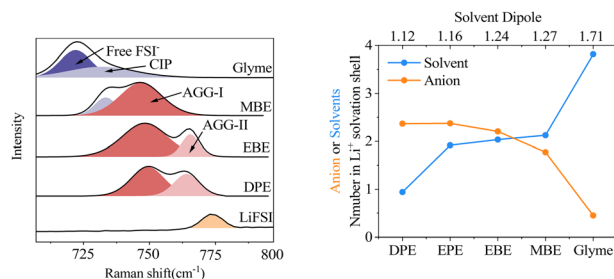 Free FSI⁻
CIP
Glyme
AGG-I
MBE
AGG-II
EBE
DPE
LiFSI
Intensity
725 750 775 800
Raman shift(cm⁻¹)
Solvent Dipole
1.12 1.16 1.24 1.27 1.71
Solvent
Anion
Anion or Solvents
Nmuber in Li⁺ solvation shell
4
3
2
1
0
DPE EPE EBE MBE Glyme